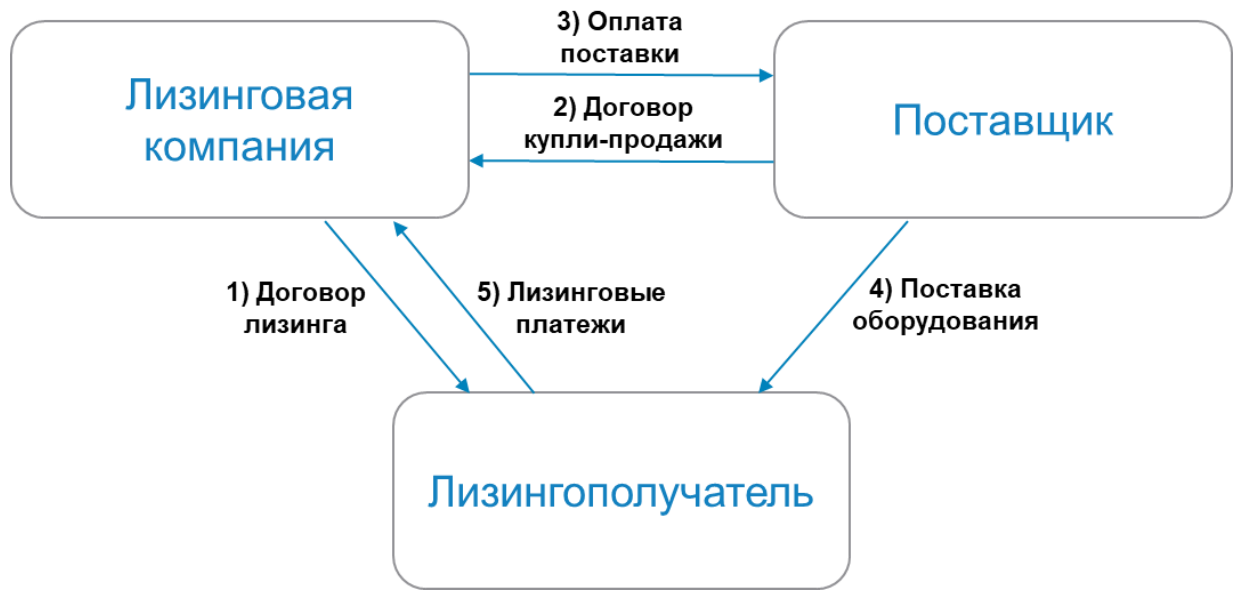 3) Оплата
поставки
Лизинговая
компания
2) Договор
купли-продажи
Поставщик
1) Договор
лизинга
5) Лизинговые
платежи
4) Поставка
оборудования
Лизингополучатель